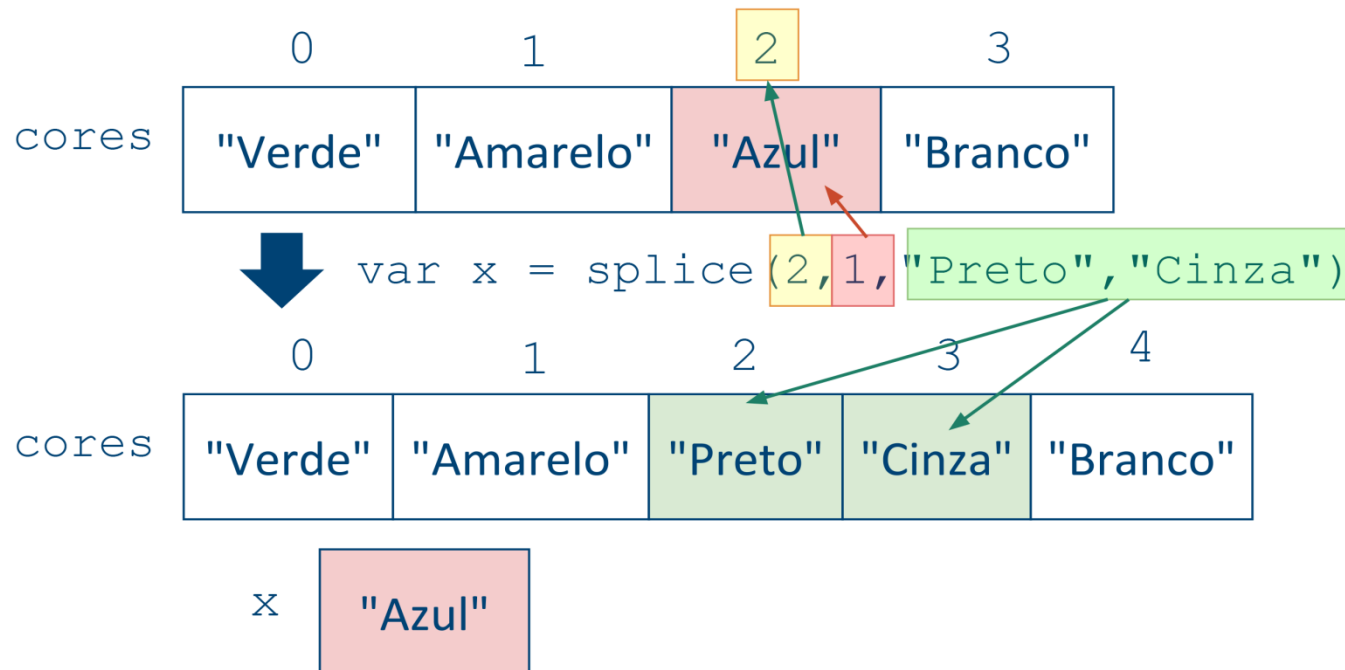 0 1 2 3
cores "Verde" "Amarelo" "Azul" "Branco"
var x = splice(2,1,"Preto","Cinza")
0 1 2 3 4
cores "Verde" "Amarelo" "Preto" "Cinza" "Branco"
x "Azul"